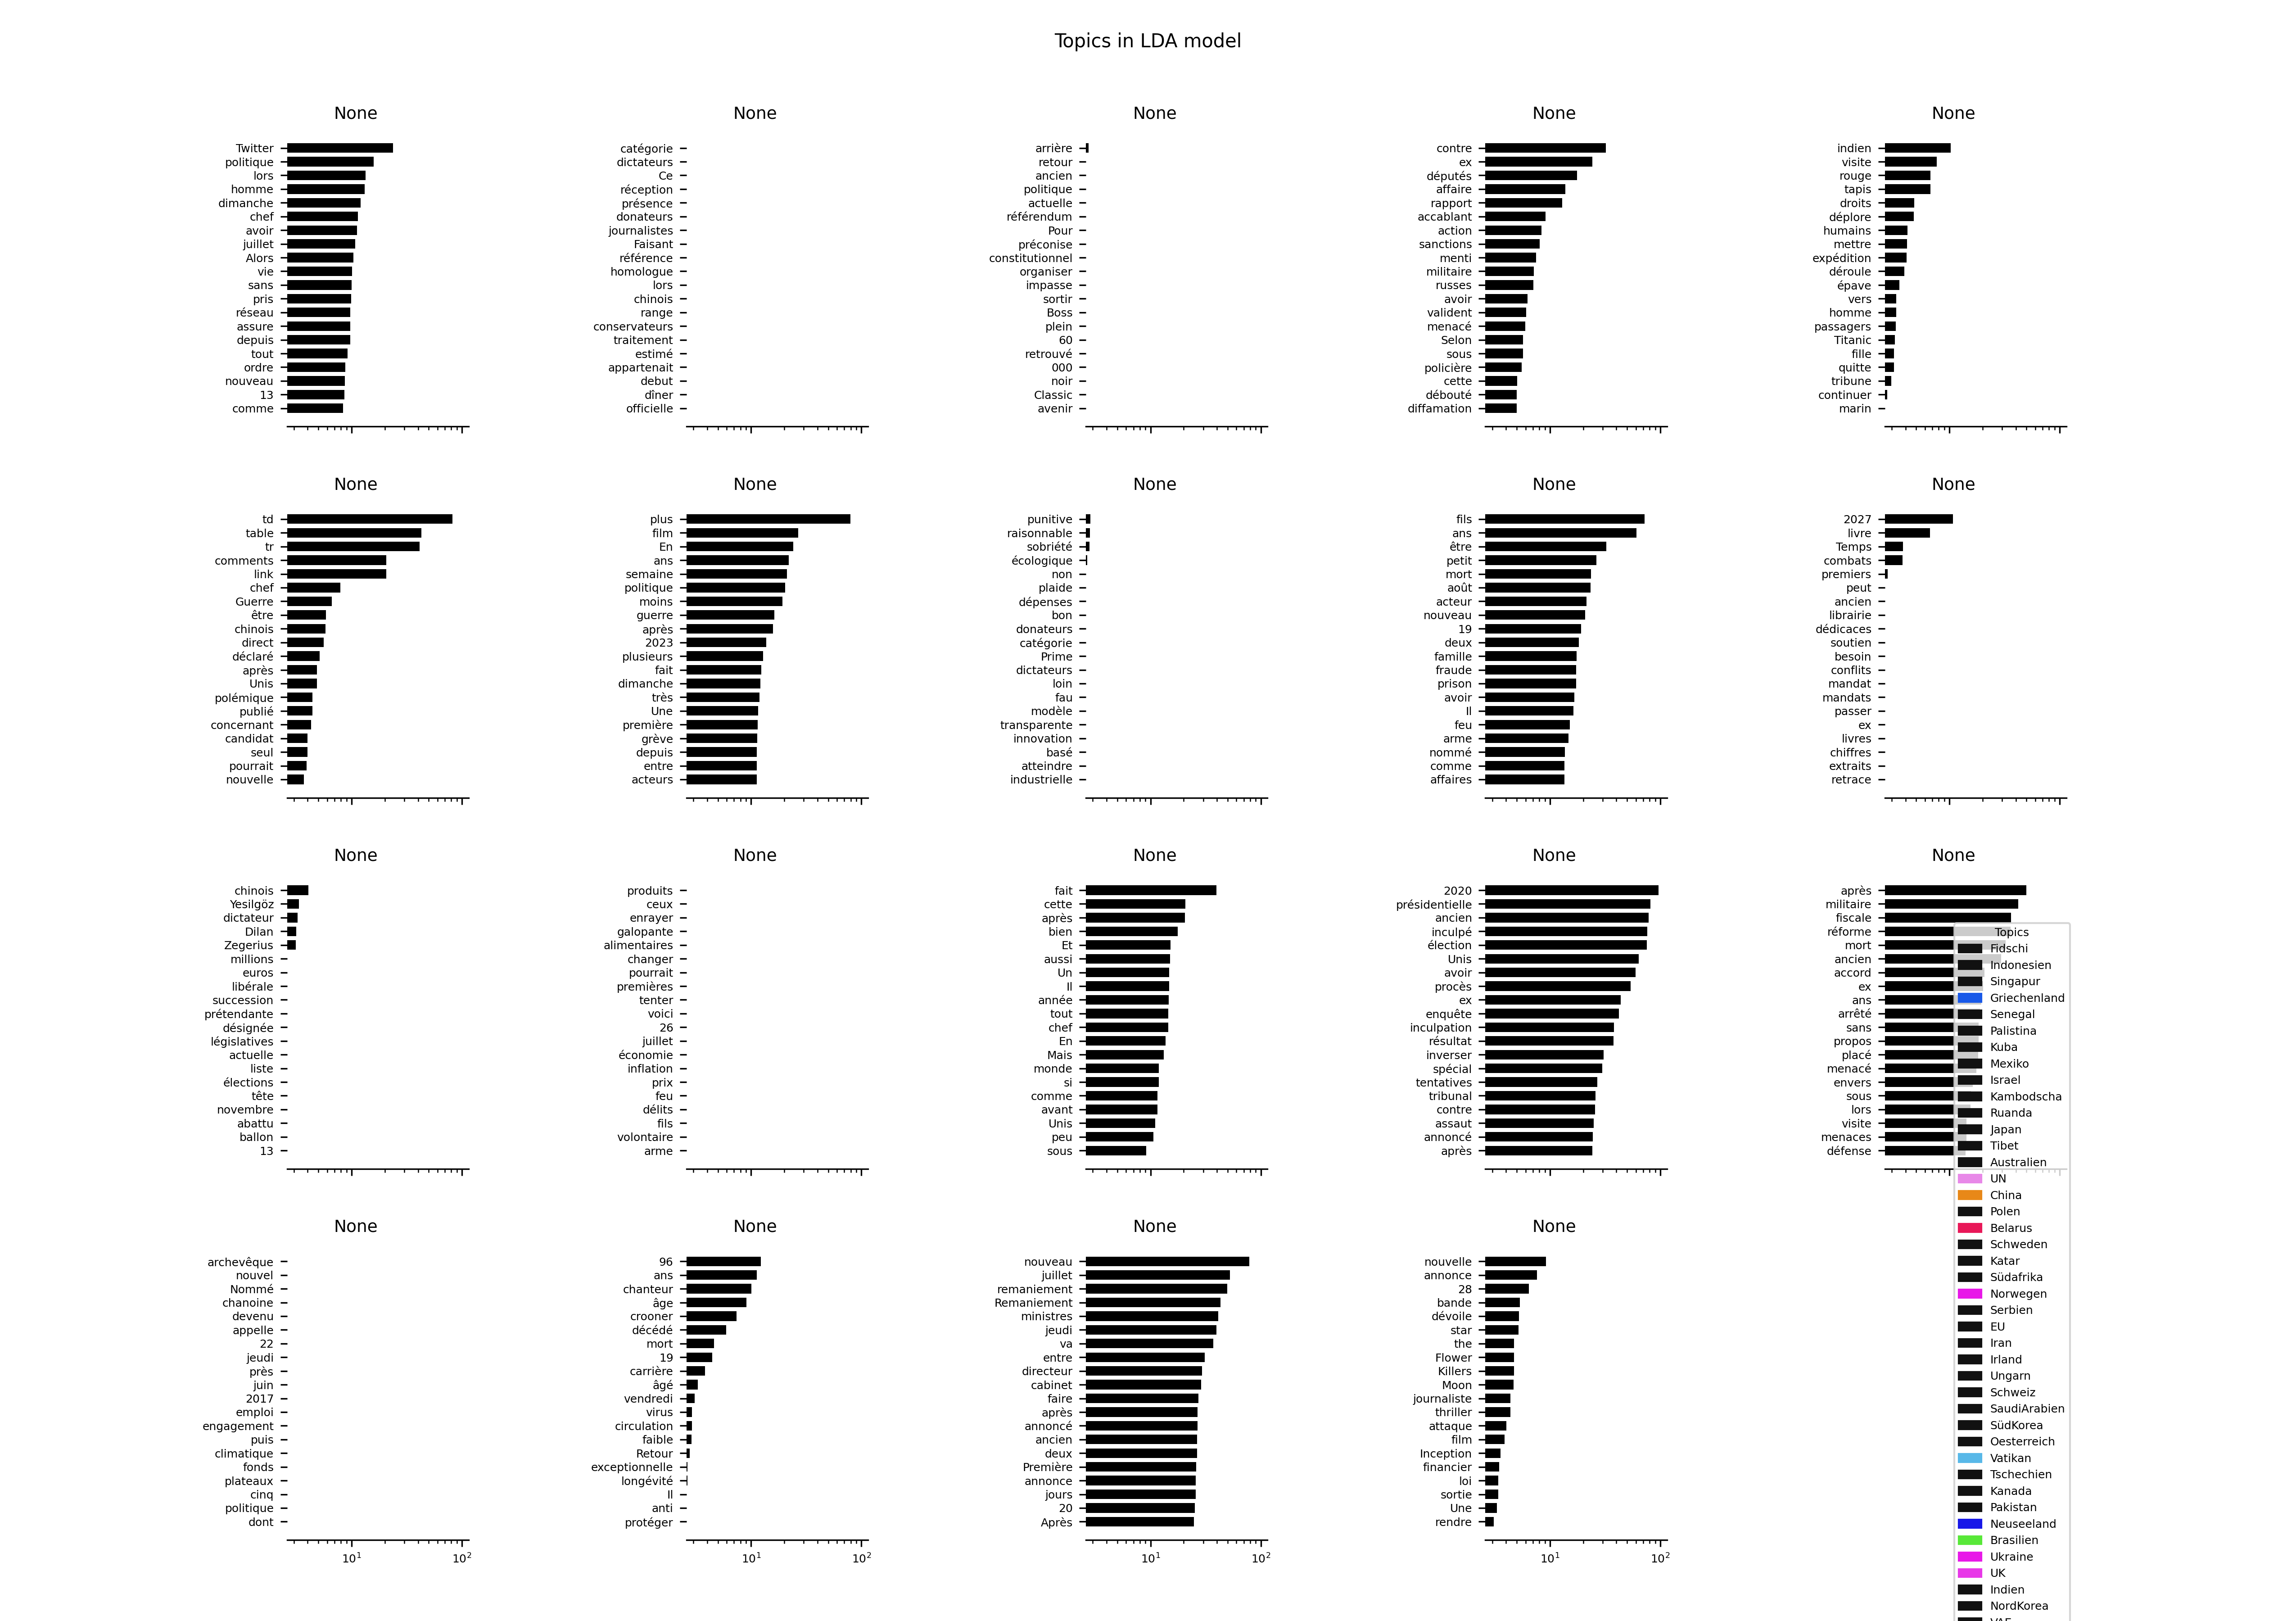 Topics in LDA model
None
Twitter
politique
lors
homme
dimanche
chef
avoir
juillet
Alors
vie
sans
pris
réseau
assure
depuis
tout
ordre
nouveau
13
comme
None
catégorie
dictateurs
Ce
réception
présence
donateurs
journalistes
Faisant
référence
homologue
lors
chinois
range
conservateurs
traitement
estimé
appartenait
debut
dîner
officielle
None
arrière
retour
ancien
politique
actuelle
référendum
Pour
préconise
constitutionnel
organiser
impasse
sortir
Boss
plein
60
retrouvé
000
noir
Classic
avenir
None
contre
ex
députés
affaire
rapport
accablant
action
sanctions
menti
militaire
russes
avoir
valident
menacé
Selon
sous
policière
cette
débouté
diffamation
None
indien
visite
rouge
tapis
droits
déplore
humains
mettre
expédition
déroule
épave
vers
homme
passagers
Titanic
fille
quitte
tribune
continuer
marin
None
td
table
tr
comments
link
chef
Guerre
être
chinois
direct
déclaré
après
Unis
polémique
publié
concernant
candidat
seul
pourrait
nouvelle
None
plus
film
En
ans
semaine
politique
moins
guerre
après
2023
plusieurs
fait
dimanche
très
Une
première
grève
depuis
entre
acteurs
None
punitive
raisonnable
sobriété
écologique
non
plaide
dépenses
bon
donateurs
catégorie
Prime
dictateurs
loin
fau
modèle
transparente
innovation
basé
atteindre
industrielle
None
fils
ans
être
petit
mort
août
acteur
nouveau
19
deux
famille
fraude
prison
avoir
Il
feu
arme
nommé
comme
affaires
None
2027
livre
Temps
combats
premiers
peut
ancien
librairie
dédicaces
soutien
besoin
conflits
mandat
mandats
passer
ex
livres
chiffres
extraits
retrace
None
chinois
Yesilgöz
dictateur
Dilan
Zegerius
millions
euros
libérale
succession
prétendante
désignée
législatives
actuelle
liste
élections
tête
novembre
abattu
ballon
13
None
produits
ceux
enrayer
galopante
alimentaires
changer
pourrait
premières
tenter
voici
26
juillet
économie
inflation
prix
feu
délits
fils
volontaire
arme
None
fait
cette
après
bien
Et
aussi
Un
Il
année
tout
chef
En
Mais
monde
si
comme
avant
Unis
peu
sous
None
2020
présidentielle
ancien
inculpé
élection
Unis
avoir
procès
ex
enquête
inculpation
résultat
inverser
spécial
tentatives
tribunal
contre
assaut
annoncé
après
None
après
militaire
fiscale
réforme
mort
ancien
accord
ex
ans
arrêté
sans
propos
placé
menacé
envers
sous
lors
visite
menaces
défense
None
archevêque
nouvel
Nommé
chanoine
devenu
appelle
22
jeudi
près
juin
2017
emploi
engagement
puis
climatique
fonds
plateaux
cinq
politique
dont
10¹ 10²
None
96
ans
chanteur
âge
crooner
décédé
mort
19
carrière
âgé
vendredi
virus
circulation
faible
Retour
exceptionnelle
longévité
Il
anti
protéger
10¹ 10²
None
nouveau
juillet
remaniement
Remaniement
ministres
jeudi
va
entre
directeur
cabinet
faire
après
annoncé
ancien
deux
Première
annonce
jours
20
Après
10¹ 10²
None
nouvelle
annonce
28
bande
dévoile
star
the
Flower
Killers
Moon
journaliste
thriller
attaque
film
Inception
financier
loi
sortie
Une
rendre
10¹ 10²
Topics
Fidschi
Indonesien
Singapur
Griechenland
Senegal
Palistina
Kuba
Mexiko
Israel
Kambodscha
Ruanda
Japan
Tibet
Australien
UN
China
Polen
Belarus
Schweden
Katar
Südafrika
Norwegen
Serbien
EU
Iran
Irland
Ungarn
Schweiz
SaudiArabien
SüdKorea
Oesterreich
Vatikan
Tschechien
Kanada
Pakistan
Neuseeland
Brasilien
Ukraine
UK
Indien
NordKorea